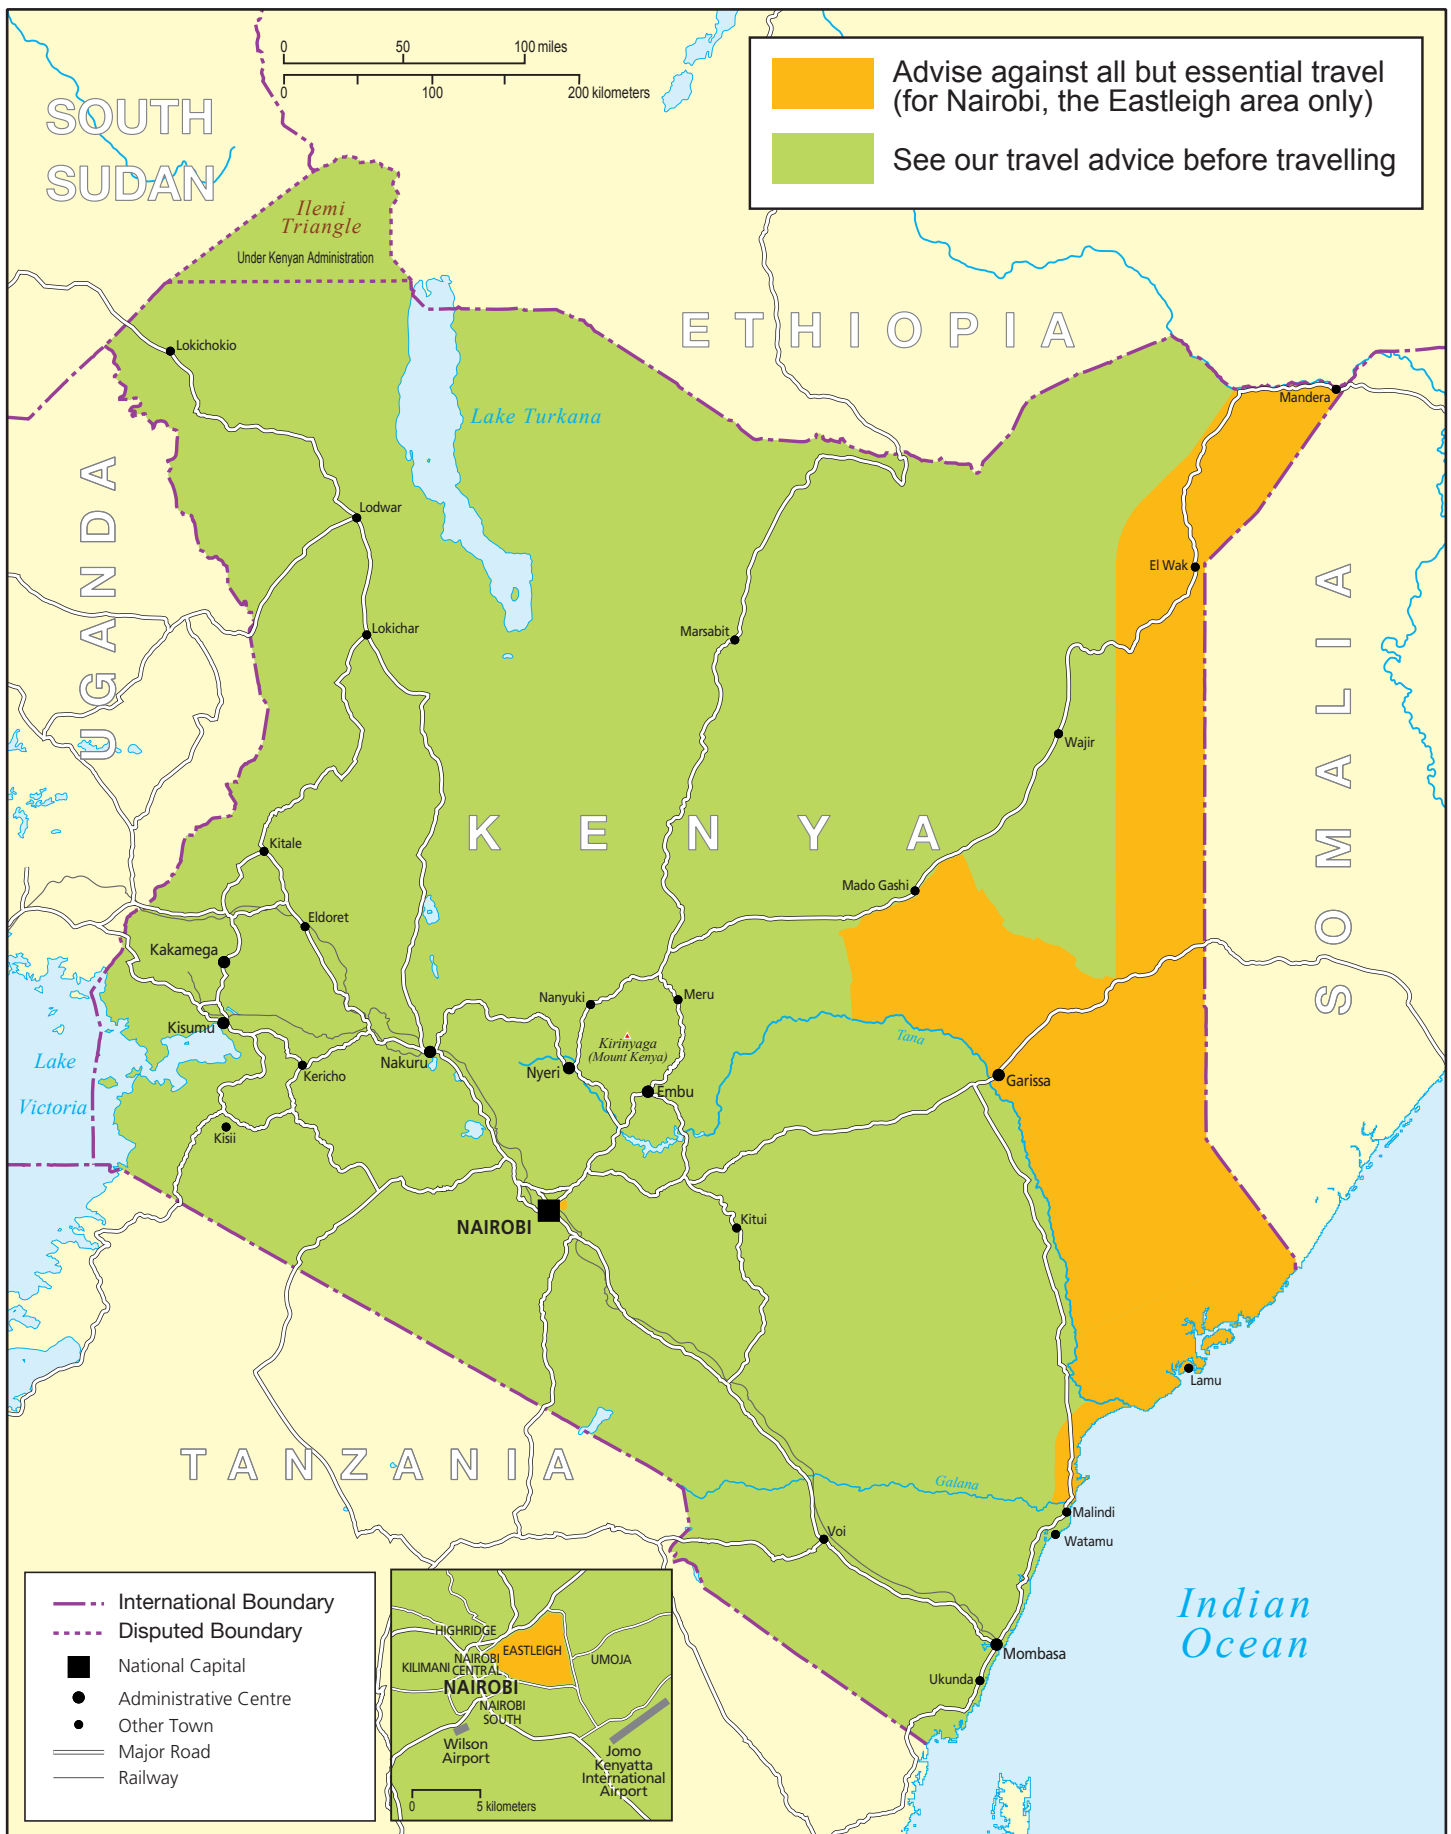 0 50 100 miles
0 100 200 kilometers
Advise against all but essential travel
(for Nairobi, the Eastleigh area only)
See our travel advice before travelling
SOUTH
SUDAN
Ilemi
Triangle
Under Kenyan Administration
ETHIOPIA
Lokichokio
Mandera
Lake Turkana
UGANDA
Lodwar
El Wak
SOMALIA
Lokichar
Marsabit
Wajir
KENYA
Kitale
Mado Gashi
Eldoret
Kakamega
Nanyuki
Meru
Kisumu
Kirinyaga
(Mount Kenya)
Tana
Lake
Victoria
Nakuru
Kericho
Nyeri
Embu
Garissa
Kisii
NAIROBI
Kitui
Lamu
TANZANIA
Galana
Malindi
Watamu
Voi
Indian
Ocean
Mombasa
Ukunda
International Boundary
Disputed Boundary
National Capital
Administrative Centre
Other Town
Major Road
Railway
HIGHRIDGE
EASTLEIGH
NAIROBI
CENTRAL
KILIMANI
UMOJA
NAIROBI
NAIROBI
SOUTH
Wilson
Airport
Jomo
Kenyatta
International
Airport
0 5 kilometers